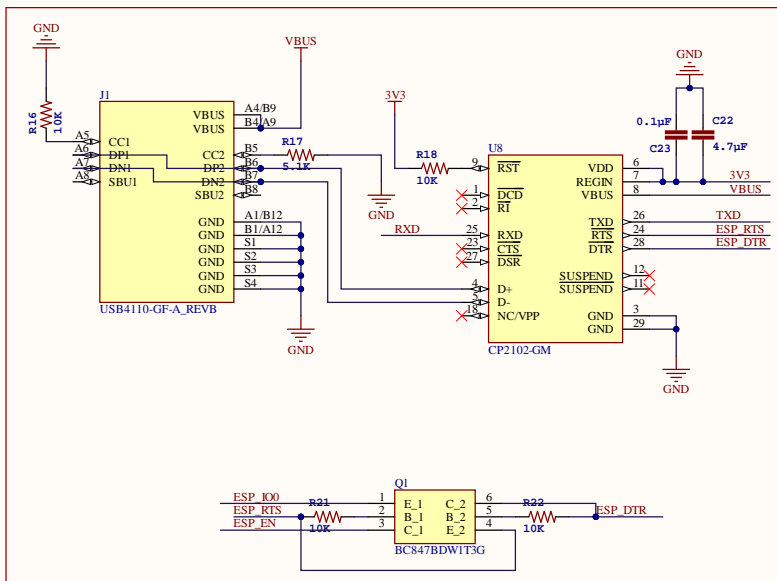 GND
R16
10K
J1
VBUS
VBUS
VBUS
A4/B9
B4/A9
A5
CC1
CC2
B5
R17
5.1K
A6
DP1
DP2
B6
A7
DN1
DN2
B7
A8
SBU1
SBU2
B8
GND
A1/B12
GND
B1/A12
GND
S1
GND
S2
GND
S3
GND
S4
USB4110-GF-A_REVB
GND
GND
3V3
R18
10K
U8
9
RST
VDD
6
REGIN
7
3V3
1
DCD
VBUS
8
VBUS
2
RI
TXD
26
TXD
RXD
25
RXD
RTS
24
ESP_RTS
23
CTS
DTR
28
ESP_DTR
27
DSR
SUSPEND
12
SUSPEND
11
4
D+
5
D-
18
NC/VPP
GND
3
GND
29
CP2102-GM
GND
GND
0.1µF
C23
C22
4.7µF
Q1
ESP_IO0
1
E_1
C_2
6
ESP_RTS
R21
10K
2
B_1
B_2
5
R22
10K
ESP_DTR
ESP_EN
3
C_1
E_2
4
BC847BDW1T3G